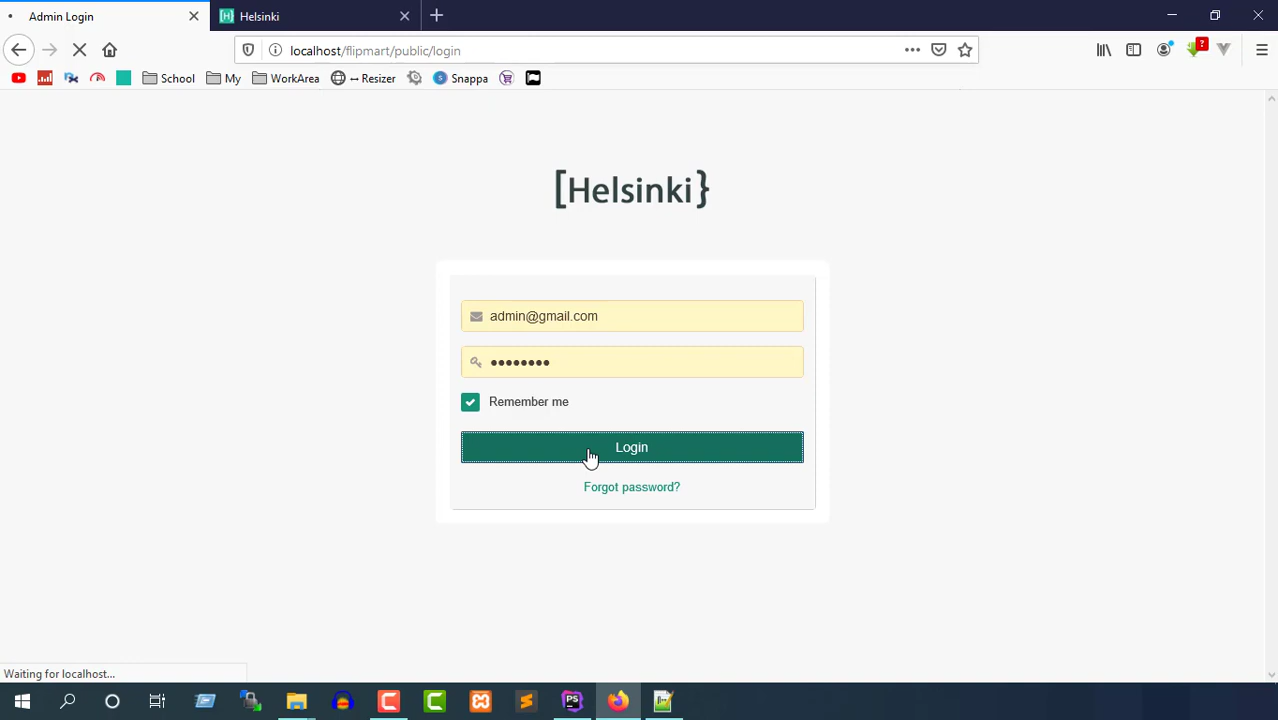 Admin Login
Helsinki
localhost/flipmart/public/login
School
My
WorkArea
↔ Resizer
Snappa
[Helsinki}
admin@gmail.com
●●●●●●●●
Remember me
Login
Forgot password?
Waiting for localhost...